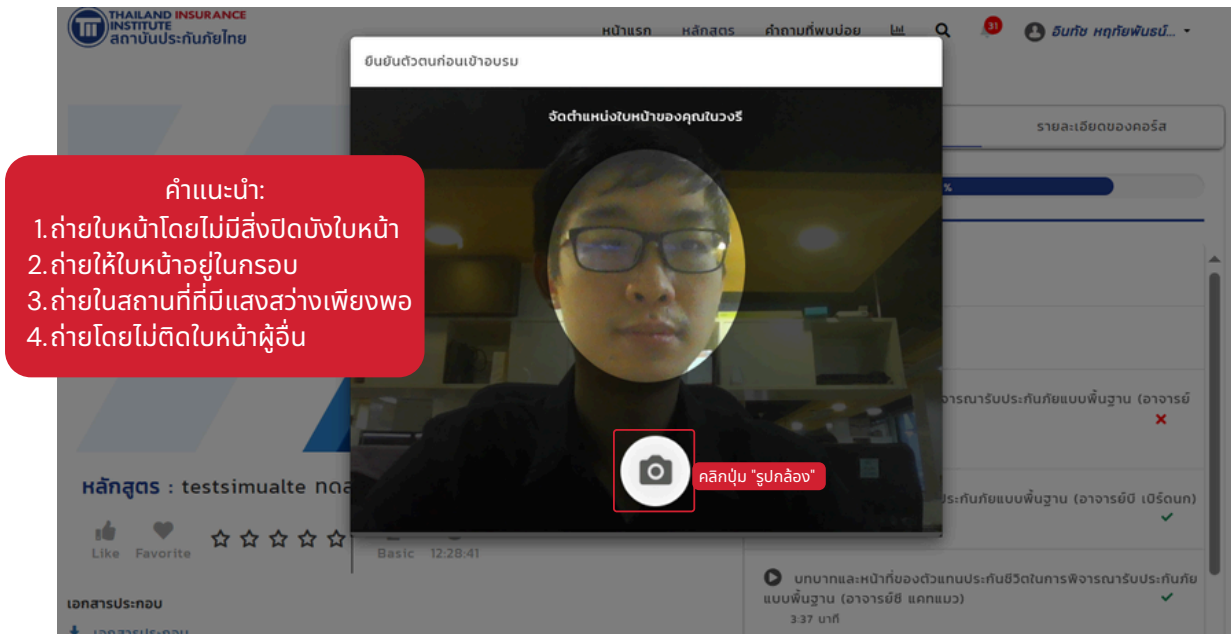 THAILAND INSURANCE
INSTITUTE
สถาบันประกันภัยไทย
หน้าแรก หลักสูตร คำถามที่พบบ่อย 31 อินทัช หฤทัยพันธน์...
ยืนยันตัวตนก่อนเข้าอบรม
จัดตำแหน่งใบหน้าของคุณในวงรี
รายละเอียดของคอร์ส
%
คำแนะนำ:
1.ถ่ายใบหน้าโดยไม่มีสิ่งปิดบังใบหน้า
2.ถ่ายให้ใบหน้าอยู่ในกรอบ
3.ถ่ายในสถานที่ที่มีแสงสว่างเพียงพอ
4.ถ่ายโดยไม่ติดใบหน้าผู้อื่น
จารณารับประกันภัยแบบพื้นฐาน (อาจารย์
คลิกปุ่ม "รูปกล้อง"
หลักสูตร : testsimualte ทดส
ประกันภัยแบบพื้นฐาน (อาจารย์บี เบิร์ดนก)
Like Favorite Basic 12:28:41
บทบาทและหน้าที่ของตัวแทนประกันชีวิตในการพิจารณารับประกันภัย
แบบพื้นฐาน (อาจารย์ซี แคทแมว)
3:37 นาที
เอกสารประกอบ
เอกสารประกอบ